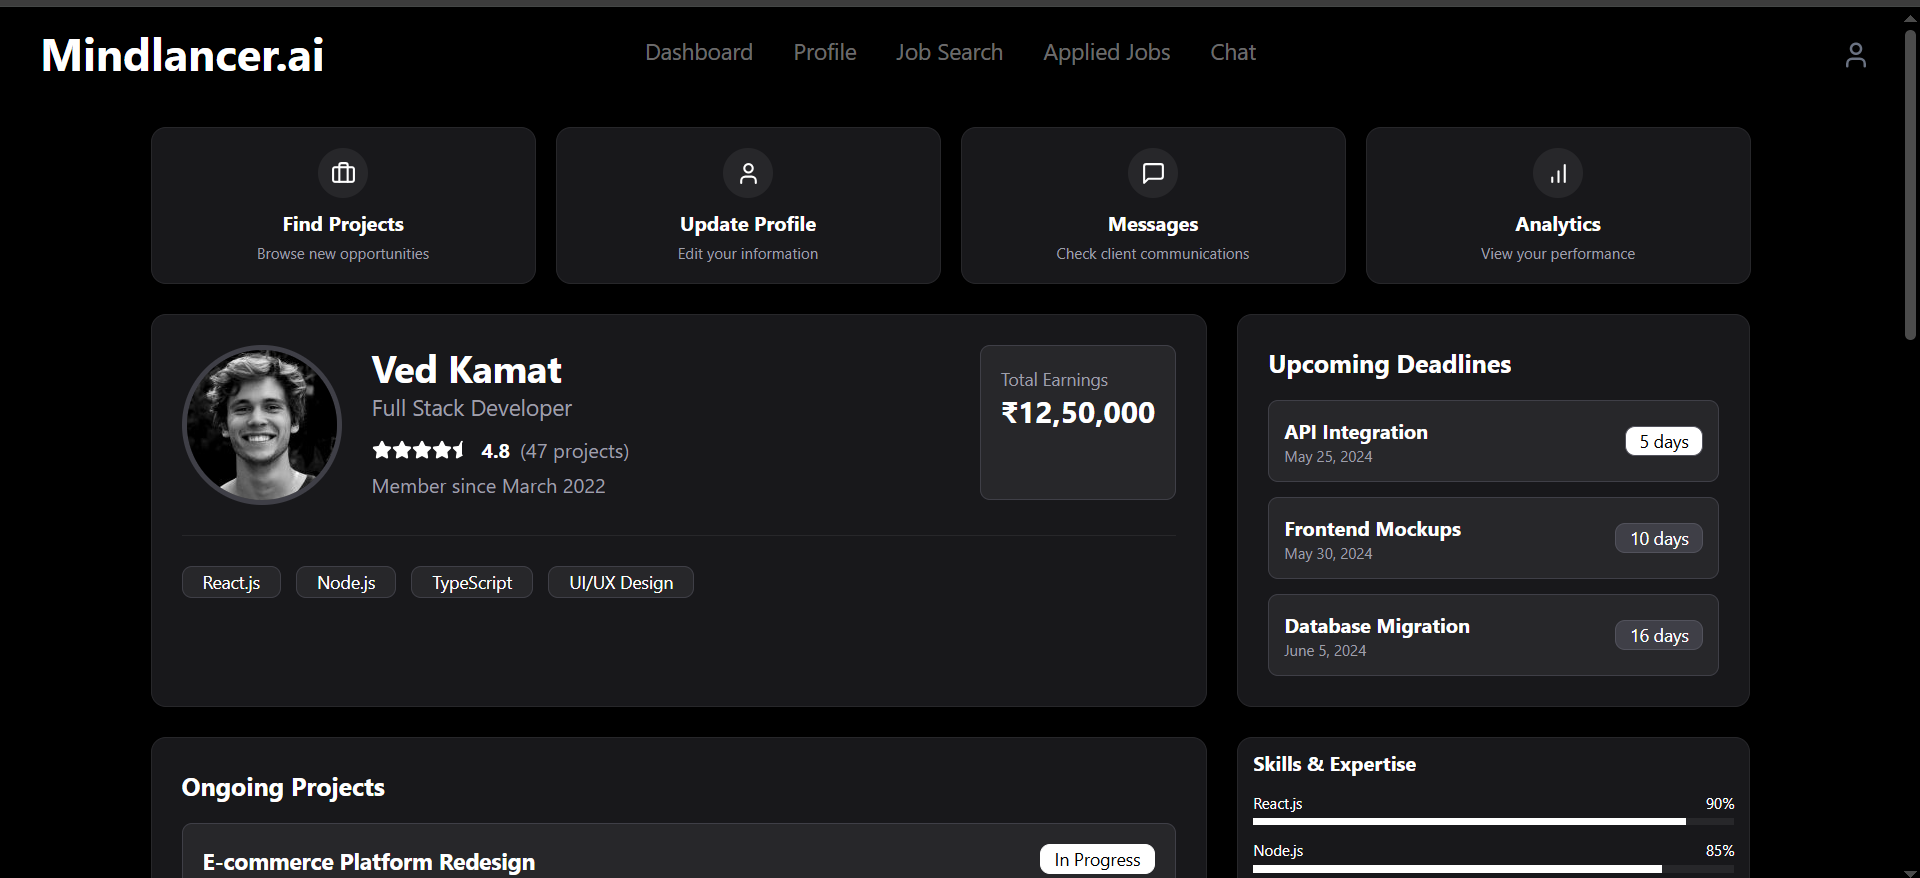 Mindlancer.ai
Dashboard Profile Job Search Applied Jobs Chat
Find Projects
Browse new opportunities
Update Profile
Edit your information
Messages
Check client communications
Analytics
View your performance
Ved Kamat
Full Stack Developer
4.8 (47 projects)
Member since March 2022
Total Earnings
₹12,50,000
React.js Node.js TypeScript UI/UX Design
Upcoming Deadlines
API Integration
May 25, 2024
5 days
Frontend Mockups
May 30, 2024
10 days
Database Migration
June 5, 2024
16 days
Ongoing Projects
E-commerce Platform Redesign
In Progress
Skills & Expertise
React.js 90%
Node.js 85%